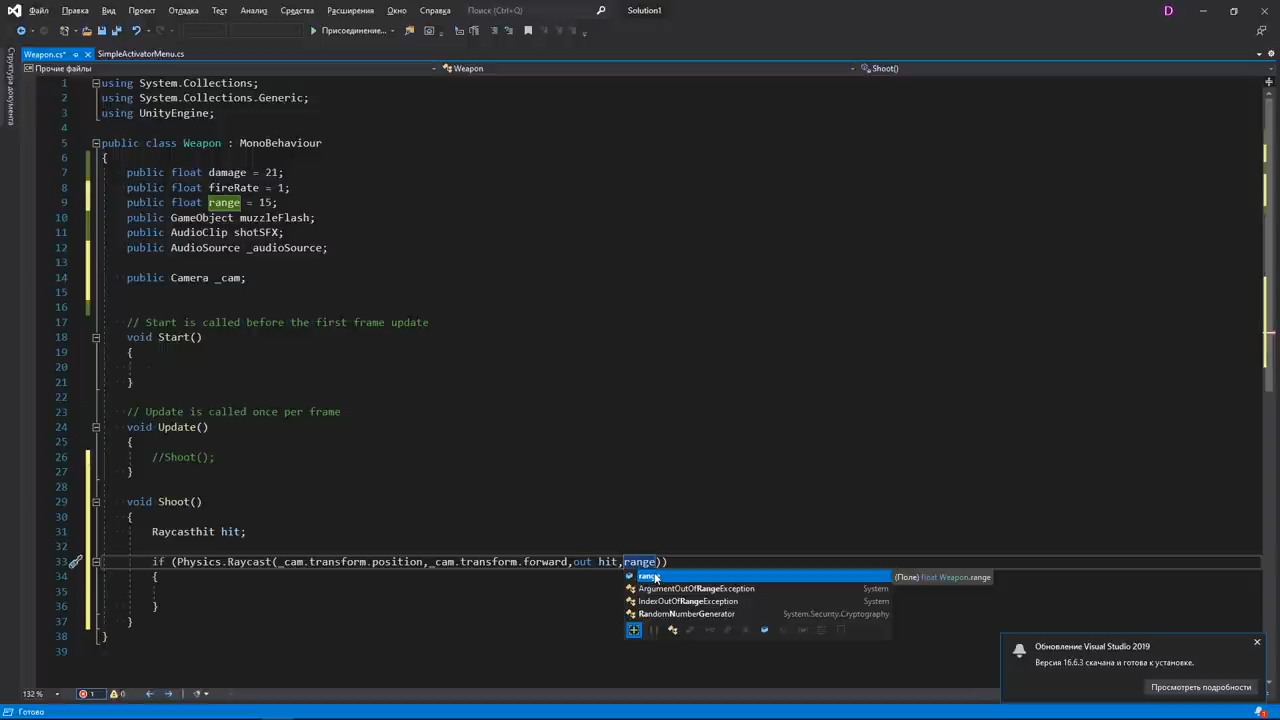 Файл Правка Вид Проект Отладка Тест Анализ Средства Расширения Окно Справка Поиск (Ctrl+Q) Solution1 D
Присоединение...
Weapon.cs* SimpleActivatorMenu.cs
Прочие файлы Weapon Shoot()
Структура документа
1 using System.Collections;
2 using System.Collections.Generic;
3 using UnityEngine;
4
5 public class Weapon : MonoBehaviour
6 {
7 public float damage = 21;
8 public float fireRate = 1;
9 public float range = 15;
10 public GameObject muzzleFlash;
11 public AudioClip shotSFX;
12 public AudioSource _audioSource;
13
14 public Camera _cam;
15
16
17 // Start is called before the first frame update
18 void Start()
19 {
20
21 }
22
23 // Update is called once per frame
24 void Update()
25 {
26 //Shoot();
27 }
28
29 void Shoot()
30 {
31 Raycasthit hit;
32
33 if (Physics.Raycast(_cam.transform.position,_cam.transform.forward,out hit,range))
34 {
35
36 }
37 }
38 }
39
range
(Поле) float Weapon.range
ArgumentOutOfRangeException System
IndexOutOfRangeException System
RandomNumberGenerator System.Security.Cryptography
Обновление Visual Studio 2019
Версия 16.6.3 скачана и готова к установке.
Просмотреть подробности
132 % 1 0
Готово 1